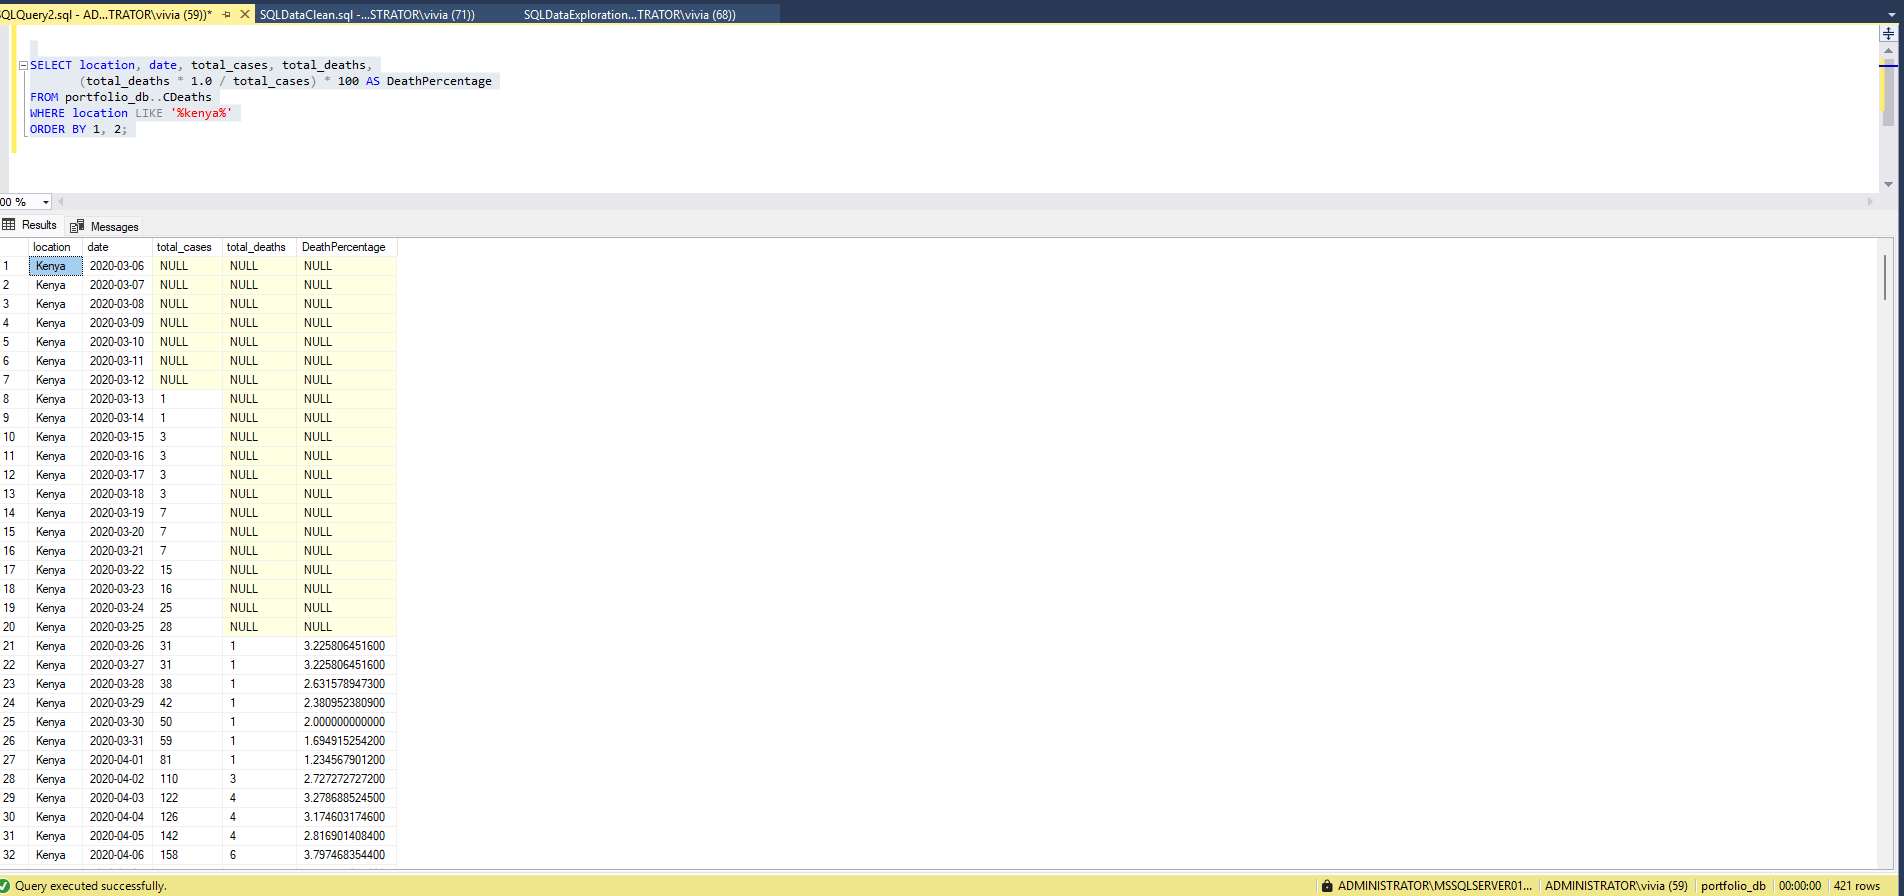 SQLQuery2.sql - AD...TRATOR\vivia (59))* SQLDataClean.sql -...STRATOR\vivia (71)) SQLDataExploration...TRATOR\vivia (68))
SELECT location, date, total_cases, total_deaths,
(total_deaths * 1.0 / total_cases) * 100 AS DeathPercentage
FROM portfolio_db..CDeaths
WHERE location LIKE '%kenya%'
ORDER BY 1, 2;
00 %
Results Messages
location date total_cases total_deaths DeathPercentage
1 Kenya 2020-03-06 NULL NULL NULL
2 Kenya 2020-03-07 NULL NULL NULL
3 Kenya 2020-03-08 NULL NULL NULL
4 Kenya 2020-03-09 NULL NULL NULL
5 Kenya 2020-03-10 NULL NULL NULL
6 Kenya 2020-03-11 NULL NULL NULL
7 Kenya 2020-03-12 NULL NULL NULL
8 Kenya 2020-03-13 1 NULL NULL
9 Kenya 2020-03-14 1 NULL NULL
10 Kenya 2020-03-15 3 NULL NULL
11 Kenya 2020-03-16 3 NULL NULL
12 Kenya 2020-03-17 3 NULL NULL
13 Kenya 2020-03-18 3 NULL NULL
14 Kenya 2020-03-19 7 NULL NULL
15 Kenya 2020-03-20 7 NULL NULL
16 Kenya 2020-03-21 7 NULL NULL
17 Kenya 2020-03-22 15 NULL NULL
18 Kenya 2020-03-23 16 NULL NULL
19 Kenya 2020-03-24 25 NULL NULL
20 Kenya 2020-03-25 28 NULL NULL
21 Kenya 2020-03-26 31 1 3.225806451600
22 Kenya 2020-03-27 31 1 3.225806451600
23 Kenya 2020-03-28 38 1 2.631578947300
24 Kenya 2020-03-29 42 1 2.380952380900
25 Kenya 2020-03-30 50 1 2.000000000000
26 Kenya 2020-03-31 59 1 1.694915254200
27 Kenya 2020-04-01 81 1 1.234567901200
28 Kenya 2020-04-02 110 3 2.727272727200
29 Kenya 2020-04-03 122 4 3.278688524500
30 Kenya 2020-04-04 126 4 3.174603174600
31 Kenya 2020-04-05 142 4 2.816901408400
32 Kenya 2020-04-06 158 6 3.797468354400
Query executed successfully. ADMINISTRATOR\MSSQLSERVER01... ADMINISTRATOR\vivia (59) portfolio_db 00:00:00 421 rows